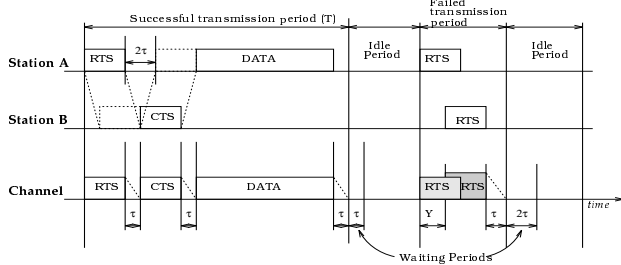 Successful transmission period (T)
Failed
transmission
period
Idle
Period
Idle
Period
Station A
RTS
2τ
DATA
RTS
Station B
CTS
RTS
Channel
RTS
CTS
DATA
RTS
RTS
time
τ
τ
τ
τ
Y
τ
2τ
Waiting Periods